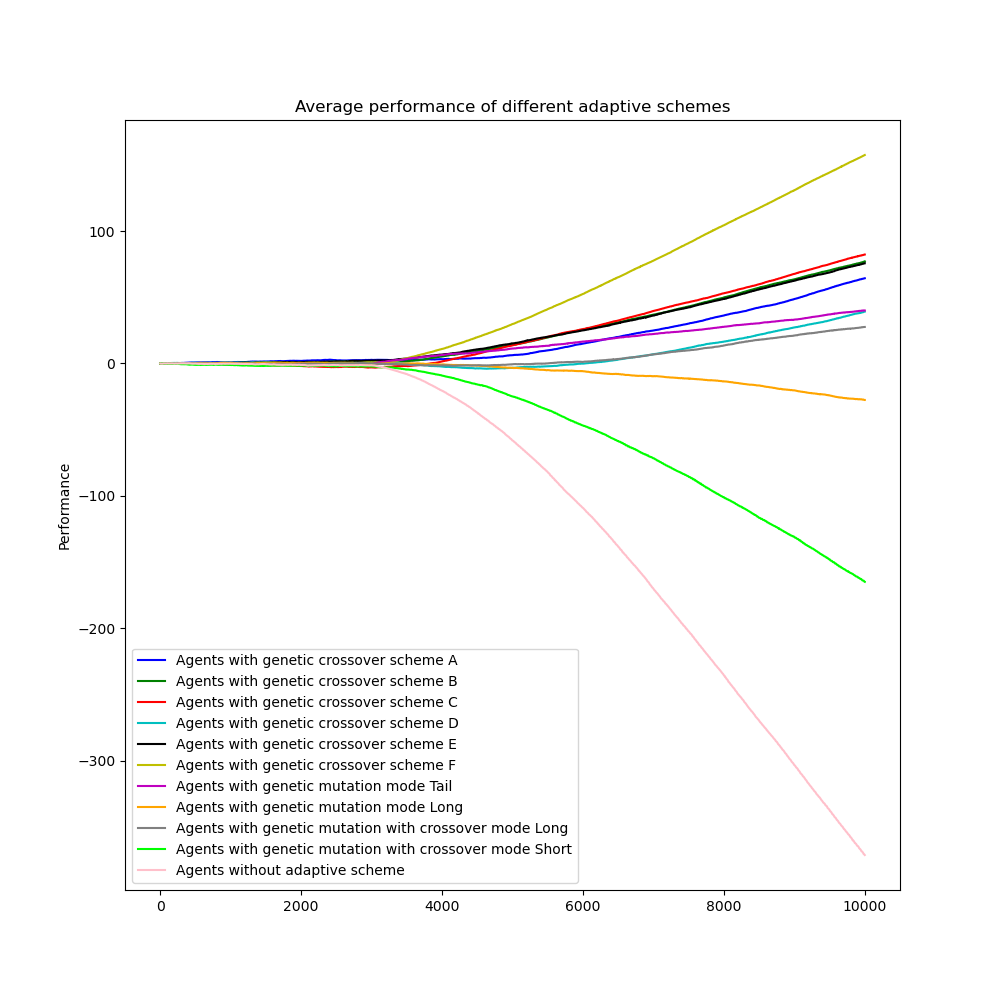 Average performance of different adaptive schemes
100
0
−100
−200
−300
Performance
Agents with genetic crossover scheme A
Agents with genetic crossover scheme B
Agents with genetic crossover scheme C
Agents with genetic crossover scheme D
Agents with genetic crossover scheme E
Agents with genetic crossover scheme F
Agents with genetic mutation mode Tail
Agents with genetic mutation mode Long
Agents with genetic mutation with crossover mode Long
Agents with genetic mutation with crossover mode Short
Agents without adaptive scheme
0 2000 4000 6000 8000 10000